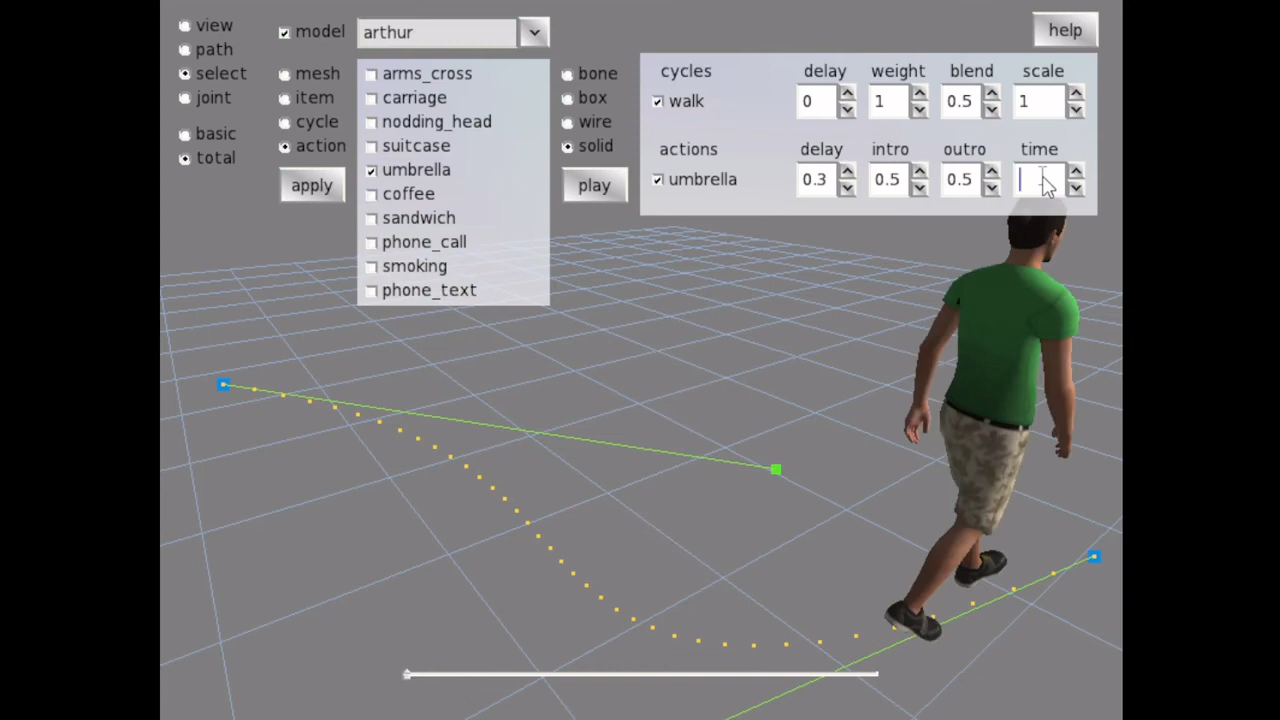 view
path
select
joint
basic
total
model
mesh
item
cycle
action
apply
arthur
arms_cross
carriage
nodding_head
suitcase
umbrella
coffee
sandwich
phone_call
smoking
phone_text
bone
box
wire
solid
play
help
cycles delay weight blend scale
walk 0 1 0.5 1
actions delay intro outro time
umbrella 0.3 0.5 0.5